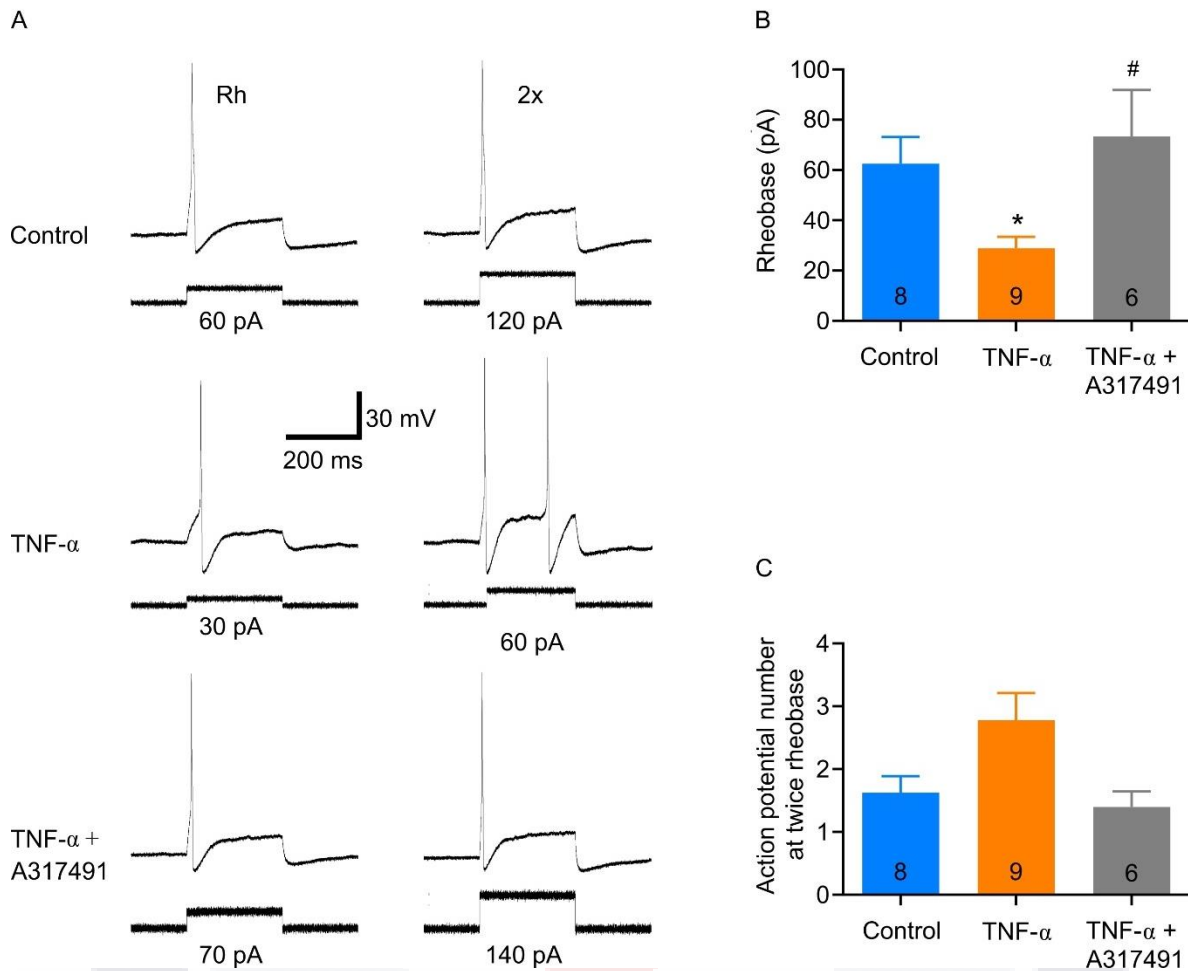 A
Rh
2x
Control
60 pA
120 pA
30 mV
200 ms
TNF-α
30 pA
60 pA
TNF-α +
A317491
70 pA
140 pA
B
Rheobase (pA)
100
80
60
40
20
0
*
#
8
9
6
Control
TNF-α
TNF-α +
A317491
C
Action potential number
at twice rheobase
4
3
2
1
0
8
9
6
Control
TNF-α
TNF-α +
A317491